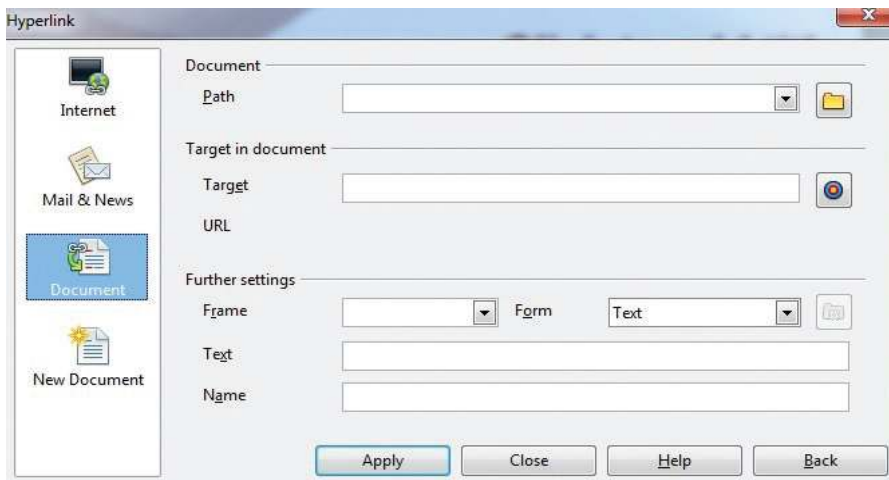 Hyperlink
Internet
Mail & News
Document
New Document
Document
Path
Target in document
Target
URL
Further settings
Frame
Form
Text
Text
Name
Apply
Close
Help
Back